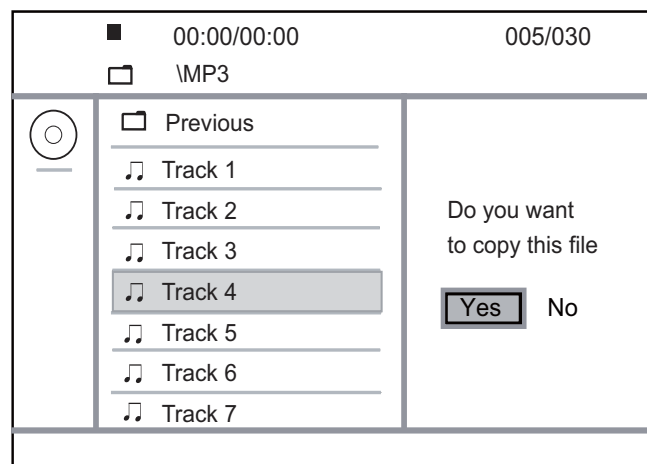 00:00/00:00 005/030
\MP3
Previous
Track 1
Track 2
Track 3
Track 4
Track 5
Track 6
Track 7
Do you want
to copy this file
Yes No